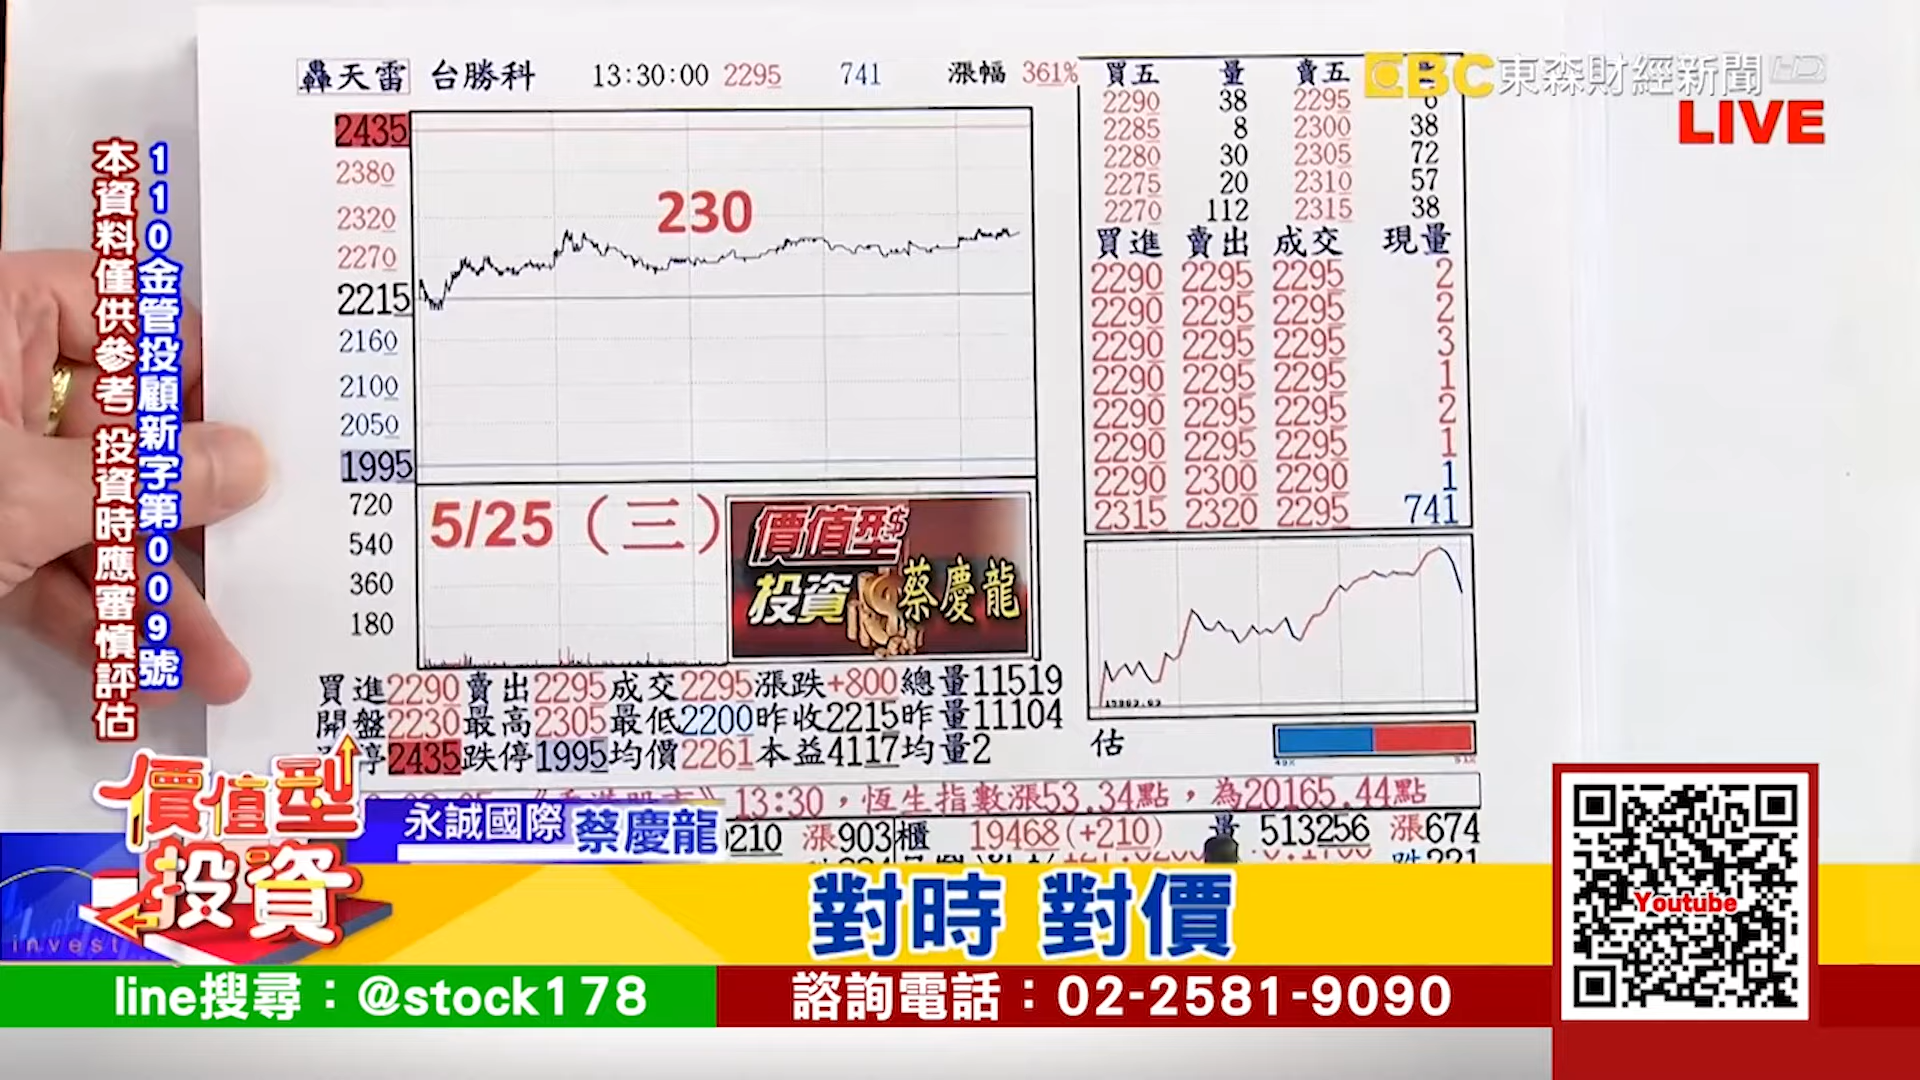 轟天雷 台勝科 13:30:00 2295 741 漲幅 361%
2435
2380
2320
2270
2215
2160
2100
2050
1995
720
540
360
180
230
5/25(三)
價值型
投資
蔡慶龍
買五 量 賣五
2290 38 2295 6
2285 8 2300 38
2280 30 2305 72
2275 20 2310 57
2270 112 2315 38
買進 賣出 成交 現量
2290 2295 2295 2
2290 2295 2295 2
2290 2295 2295 3
2290 2295 2295 1
2290 2295 2295 2
2290 2295 2295 1
2290 2300 2290 1
2315 2320 2295 741
買進2290賣出2295成交2295漲跌+800總量11519
開盤2230最高2305最低2200昨收2215昨量11104
停2435跌停1995均價2261本益4117均量2
估
13:30,恆生指數漲53.34點,為20165.44點
210 漲903櫃 19468(+210) 量 513256 漲674
EBC東森財經新聞HD
LIVE
110金管投顧新字第009號
本資料僅供參考 投資時應審慎評估
價值型
投資
invest
永誠國際 蔡慶龍
對時 對價
line搜尋:@stock178
諮詢電話:02-2581-9090
Youtube